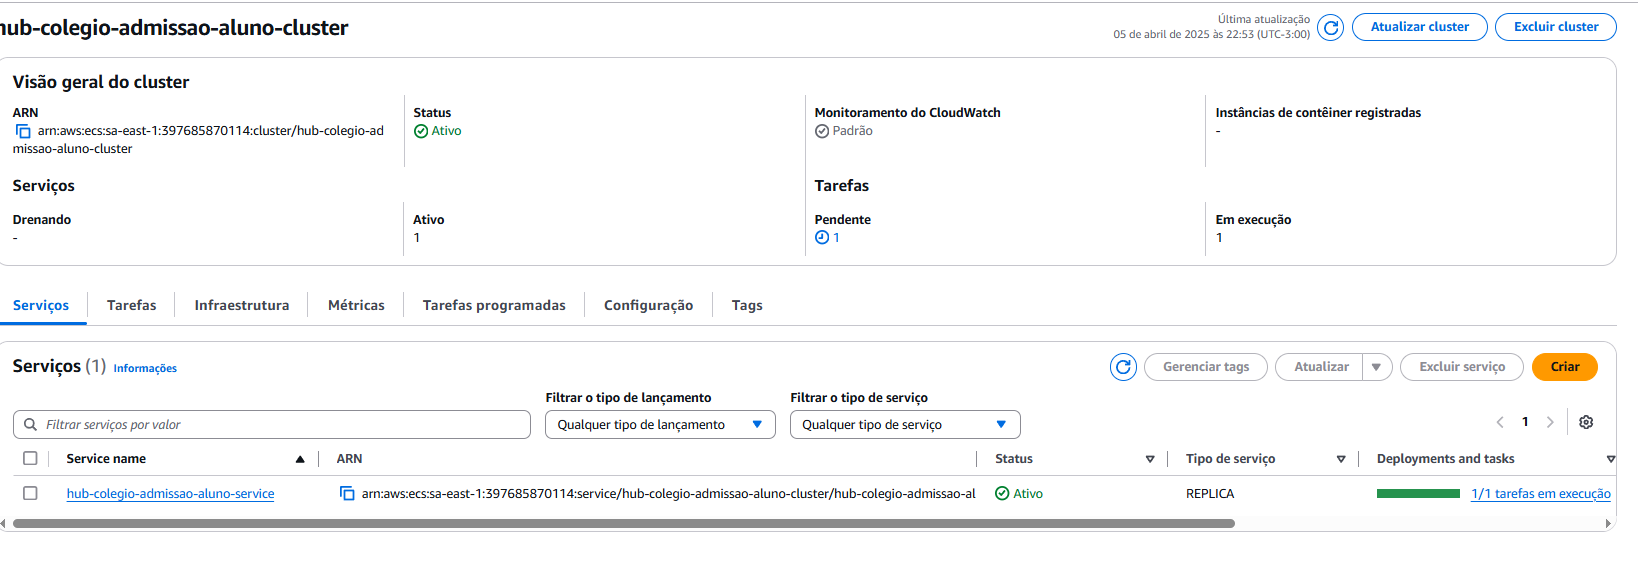 hub-colegio-admissao-aluno-cluster
Última atualização
05 de abril de 2025 às 22:53 (UTC-3:00)
Atualizar cluster
Excluir cluster
Visão geral do cluster
ARN
arn:aws:ecs:sa-east-1:397685870114:cluster/hub-colegio-ad
missao-aluno-cluster
Status
Ativo
Monitoramento do CloudWatch
Padrão
Instâncias de contêiner registradas
-
Serviços
Tarefas
Drenando
-
Ativo
1
Pendente
1
Em execução
1
Serviços
Tarefas
Infraestrutura
Métricas
Tarefas programadas
Configuração
Tags
Serviços (1) Informações
Gerenciar tags
Atualizar
Excluir serviço
Criar
Filtrar serviços por valor
Filtrar o tipo de lançamento
Qualquer tipo de lançamento
Filtrar o tipo de serviço
Qualquer tipo de serviço
1
Service name
ARN
Status
Tipo de serviço
Deployments and tasks
hub-colegio-admissao-aluno-service
arn:aws:ecs:sa-east-1:397685870114:service/hub-colegio-admissao-aluno-cluster/hub-colegio-admissao-al
Ativo
REPLICA
1/1 tarefas em execução